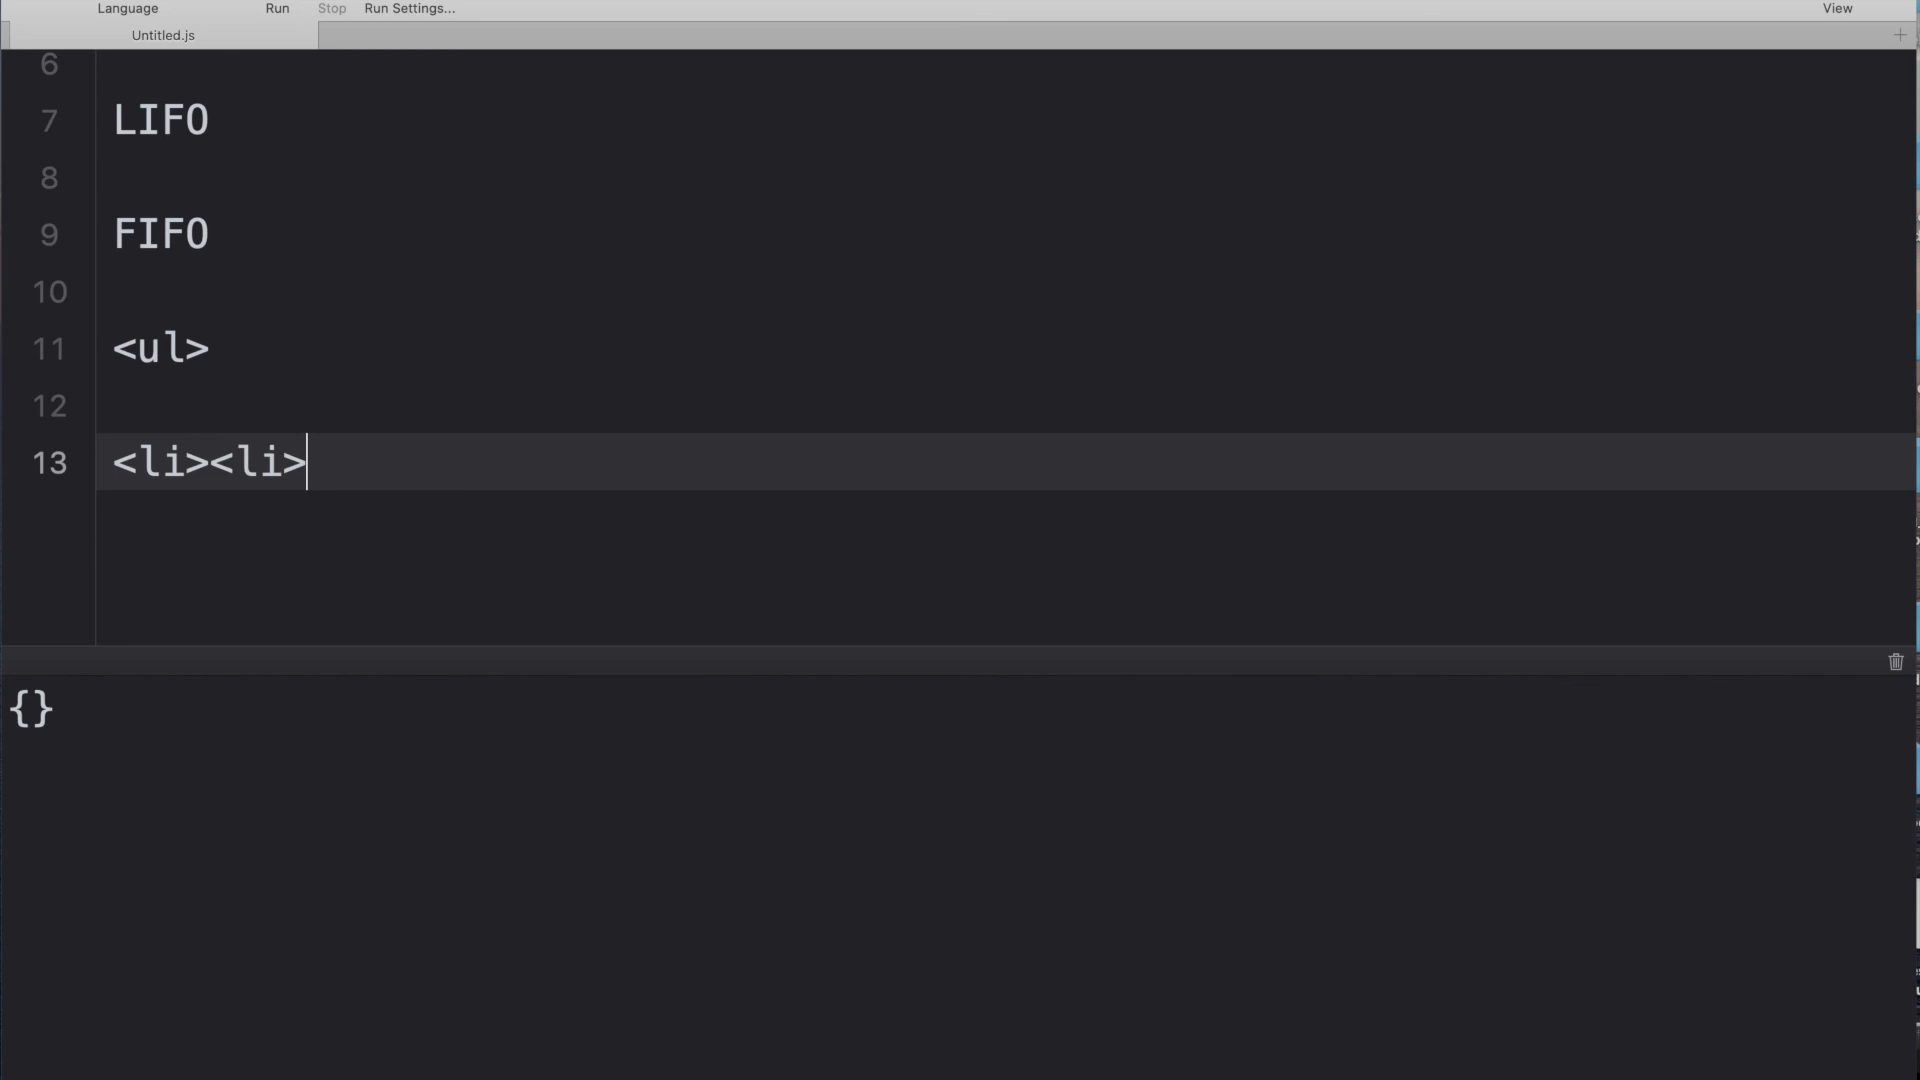 Language Run Stop Run Settings... View
Untitled.js
6
7 LIFO
8
9 FIFO
10
11 <ul>
12
13 <li><li>
{}